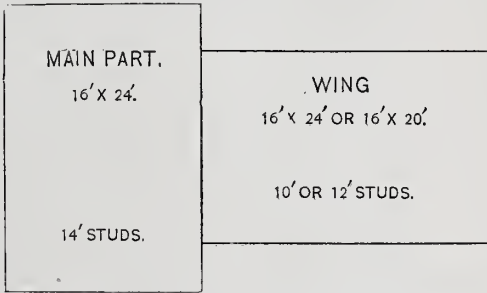 MAIN PART.
16′ X 24′.
14′ STUDS.
WING
16′ X 24′ OR 16′ X 20′.
10′ OR 12′ STUDS.